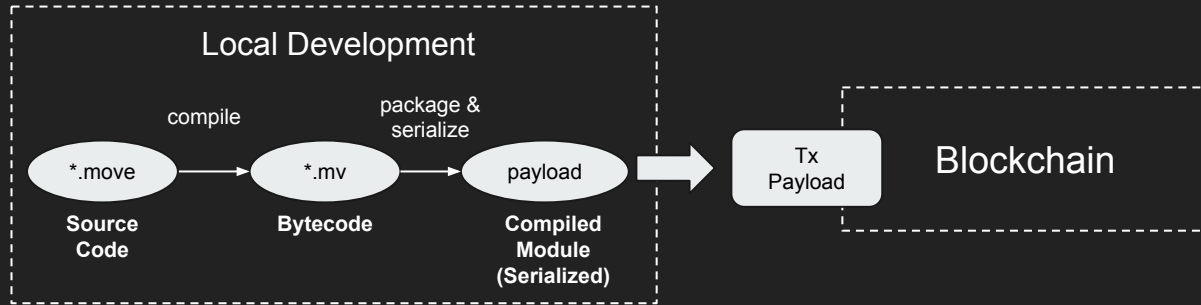 Local Development
compile
package &
serialize
*.move
*.mv
payload
Source
Code
Bytecode
Compiled
Module
(Serialized)
Tx
Payload
Blockchain